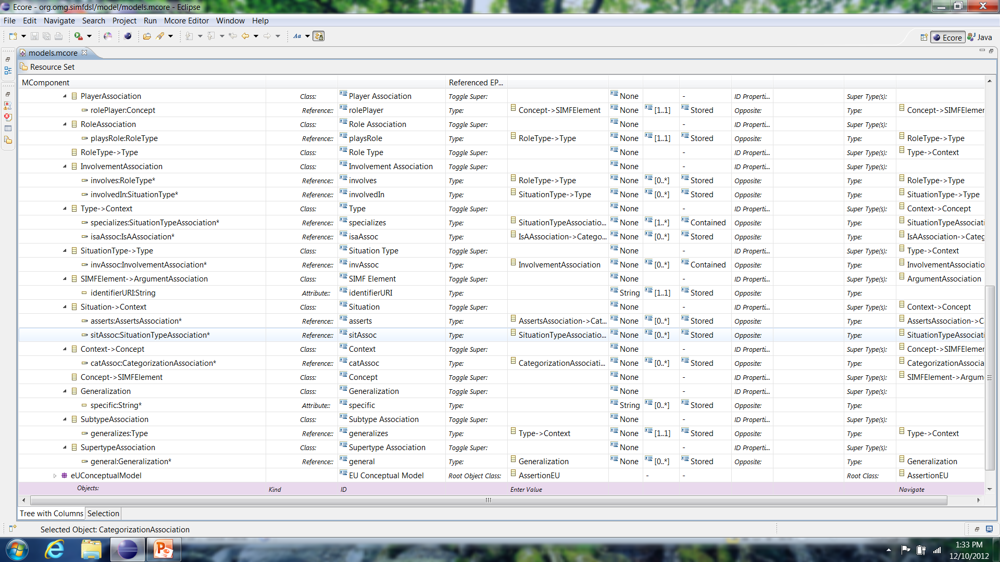 Ecore - org.omg.simfdsl/model/models.mcore - Eclipse
File Edit Navigate Search Project Run Mcore Editor Window Help
Aa Ecore Java
models.mcore
Resource Set
MComponent Referenced EP...
PlayerAssociation Class: Player Association Toggle Super: None - ID Properti... Super Type(s):
rolePlayer:Concept Reference:: rolePlayer Type: Concept->SIMFElement None [1..1] Stored Opposite: Type: Concept->SIMFElemer
RoleAssociation Class: Role Association Toggle Super: None - ID Properti... Super Type(s):
playsRole:RoleType Reference:: playsRole Type: RoleType->Type None [1..1] Stored Opposite: Type: RoleType->Type
RoleType->Type Class: Role Type Toggle Super: None - ID Properti... Super Type(s): Type->Context
InvolvementAssociation Class: Involvement Association Toggle Super: None - ID Properti... Super Type(s):
involves:RoleType* Reference:: involves Type: RoleType->Type None [0..*] Stored Opposite: Type: RoleType->Type
involvedIn:SituationType* Reference:: involvedIn Type: SituationType->Type None [0..*] Stored Opposite: Type: SituationType->Type
Type->Context Class: Type Toggle Super: None - ID Properti... Super Type(s): Context->Concept
specializes:SituationTypeAssociation* Reference:: specializes Type: SituationTypeAssociatio... None [1..*] Contained Opposite: Type: SituationTypeAssociati
isaAssoc:IsAAssociation* Reference:: isaAssoc Type: IsAAssociation->Catego... None [0..*] Stored Opposite: Type: IsAAssociation->Categ
SituationType->Type Class: Situation Type Toggle Super: None - ID Properti... Super Type(s): Type->Context
invAssoc:InvolvementAssociation* Reference:: invAssoc Type: InvolvementAssociation None [0..*] Contained Opposite: Type: InvolvementAssociatio
SIMFElement->ArgumentAssociation Class: SIMF Element Toggle Super: None - ID Properti... Super Type(s): ArgumentAssociation
identifierURI:String Attribute:: identifierURI Type: String [1..1] Stored Opposite: Type:
Situation->Context Class: Situation Toggle Super: None - ID Properti... Super Type(s): Context->Concept
asserts:AssertsAssociation* Reference:: asserts Type: AssertsAssociation->Cat... None [0..*] Stored Opposite: Type: AssertsAssociation->C
sitAssoc:SituationTypeAssociation* Reference:: sitAssoc Type: SituationTypeAssociatio... None [0..*] Stored Opposite: Type: SituationTypeAssociati
Context->Concept Class: Context Toggle Super: None - ID Properti... Super Type(s): Concept->SIMFElemer
catAssoc:CategorizationAssociation* Reference:: catAssoc Type: CategorizationAssociati... None [0..*] Stored Opposite: Type: CategorizationAssocia
Concept->SIMFElement Class: Concept Toggle Super: None - ID Properti... Super Type(s): SIMFElement->Argum
Generalization Class: Generalization Toggle Super: None - ID Properti... Super Type(s):
specific:String* Attribute:: specific Type: String [0..*] Stored Opposite: Type:
SubtypeAssociation Class: Subtype Association Toggle Super: None - ID Properti... Super Type(s):
generalizes:Type Reference:: generalizes Type: Type->Context None [1..1] Stored Opposite: Type: Type->Context
SupertypeAssociation Class: Supertype Association Toggle Super: None - ID Properti... Super Type(s):
general:Generalization* Reference:: general Type: Generalization None [0..*] Stored Opposite: Type: Generalization
eUConceptualModel EU Conceptual Model Root Object Class: AssertionEU - - Root Class: AssertionEU
Objects: Kind ID Enter Value Navigate
Tree with Columns Selection
Selected Object: CategorizationAssociation
1:33 PM
12/10/2012